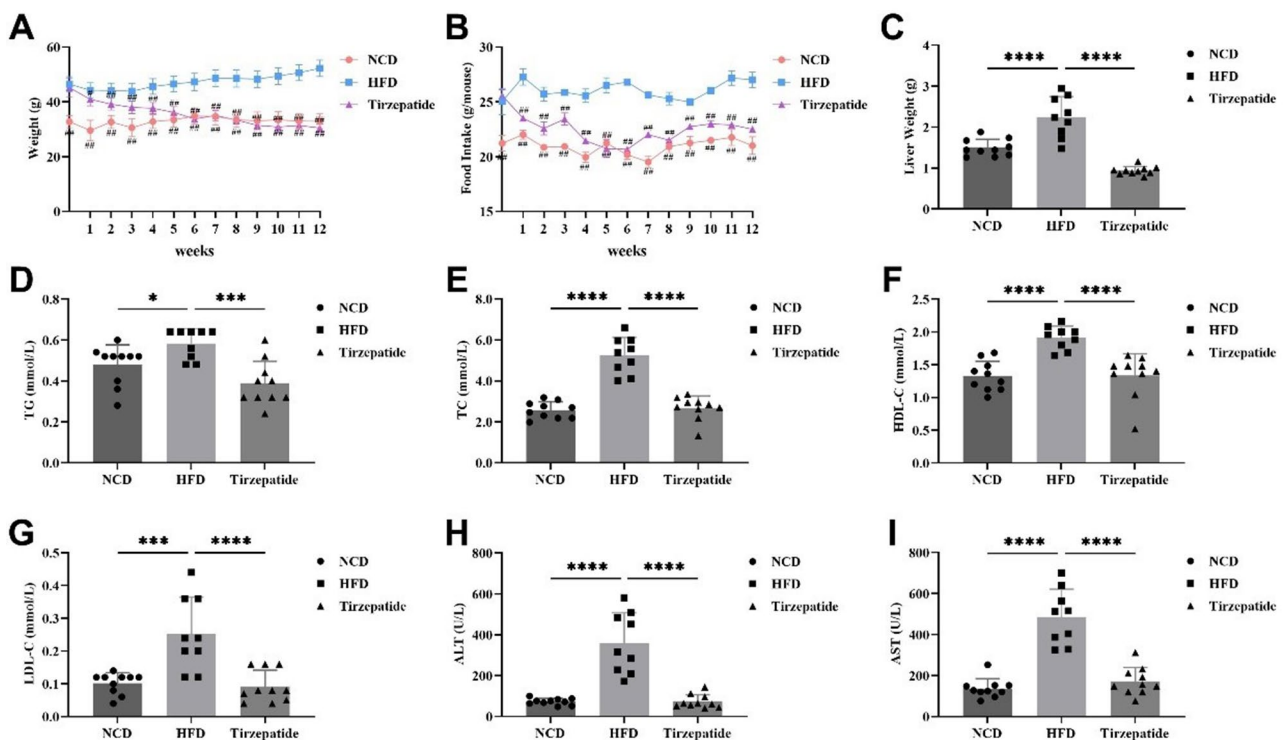 A
Weight (g)
60
40
20
0
# ## ## ## ## ## ## ## ## ## ## ##
## ## ## ## ## ## ## ## ## ## ## ## ##
1 2 3 4 5 6 7 8 9 10 11 12
weeks
NCD
HFD
Tirzepatide
B
Food Intake (g/mouse)
30
25
20
15
## ## ## ## ## ## ## ## ## ## ##
## ## ## ## ## ## ## ## ## ##
1 2 3 4 5 6 7 8 9 10 11 12
weeks
NCD
HFD
Tirzepatide
C
Liver Weight (g)
4
3
2
1
0
**** ****
NCD HFD Tirzepatide
NCD
HFD
Tirzepatide
D
TG (mmol/L)
0.8
0.6
0.4
0.2
0.0
* ***
NCD HFD Tirzepatide
NCD
HFD
Tirzepatide
E
TC (mmol/L)
8.0
6.0
4.0
2.0
0.0
**** ****
NCD HFD Tirzepatide
NCD
HFD
Tirzepatide
F
HDL-C (mmol/L)
2.5
2.0
1.5
1.0
0.5
0.0
**** ****
NCD HFD Tirzepatide
NCD
HFD
Tirzepatide
G
LDL-C (mmol/L)
0.5
0.4
0.3
0.2
0.1
0.0
*** ****
NCD HFD Tirzepatide
NCD
HFD
Tirzepatide
H
ALT (U/L)
800
600
400
200
0
**** ****
NCD HFD Tirzepatide
NCD
HFD
Tirzepatide
I
AST (U/L)
800
600
400
200
0
**** ****
NCD HFD Tirzepatide
NCD
HFD
Tirzepatide